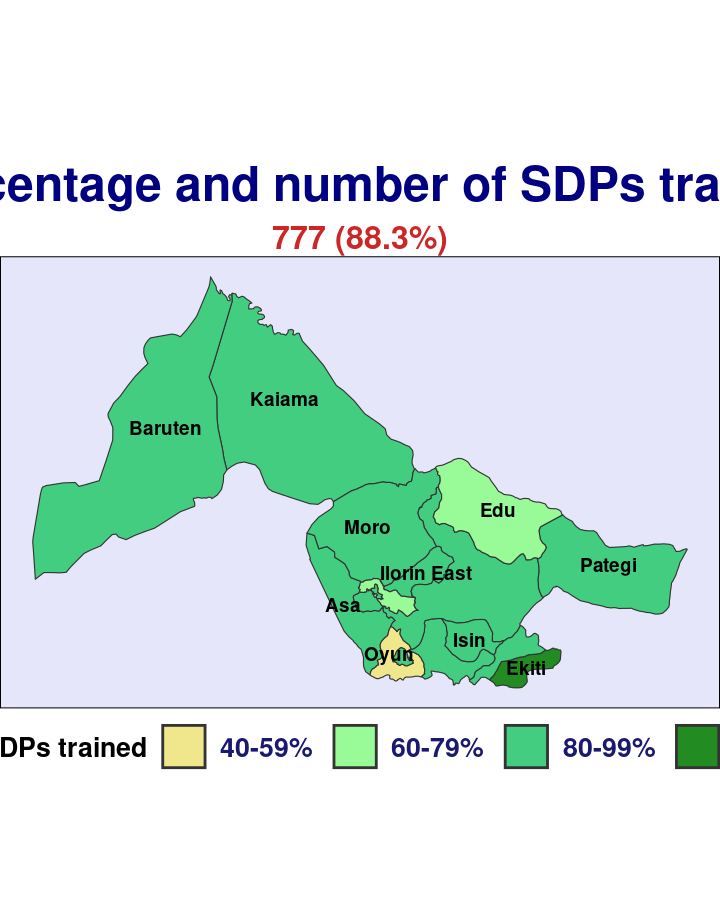 centage and number of SDPs tra
777 (88.3%)
Kaiama
Baruten
Edu
Moro
Pategi
Ilorin East
Asa
Isin
Oyun
Ekiti
DPs trained 40-59% 60-79% 80-99%